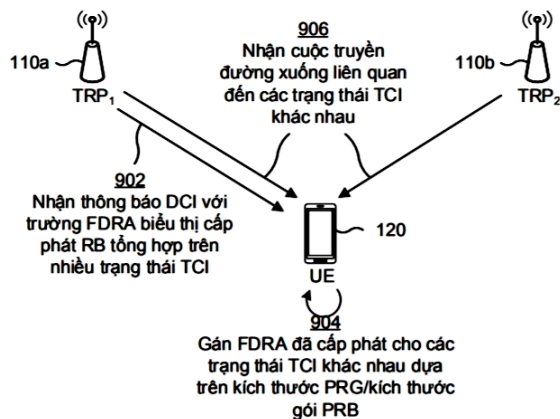 906
Nhận cuộc truyền
đường xuống liên quan
đến các trạng thái TCI
khác nhau
110a
TRP₁
110b
TRP₂
902
Nhận thông báo DCI với
trường FDRA biểu thị cấp
phát RB tổng hợp trên
nhiều trạng thái TCI
120
UE
904
Gán FDRA đã cấp phát cho các
trạng thái TCI khác nhau dựa
trên kích thước PRG/kích thước
gói PRB